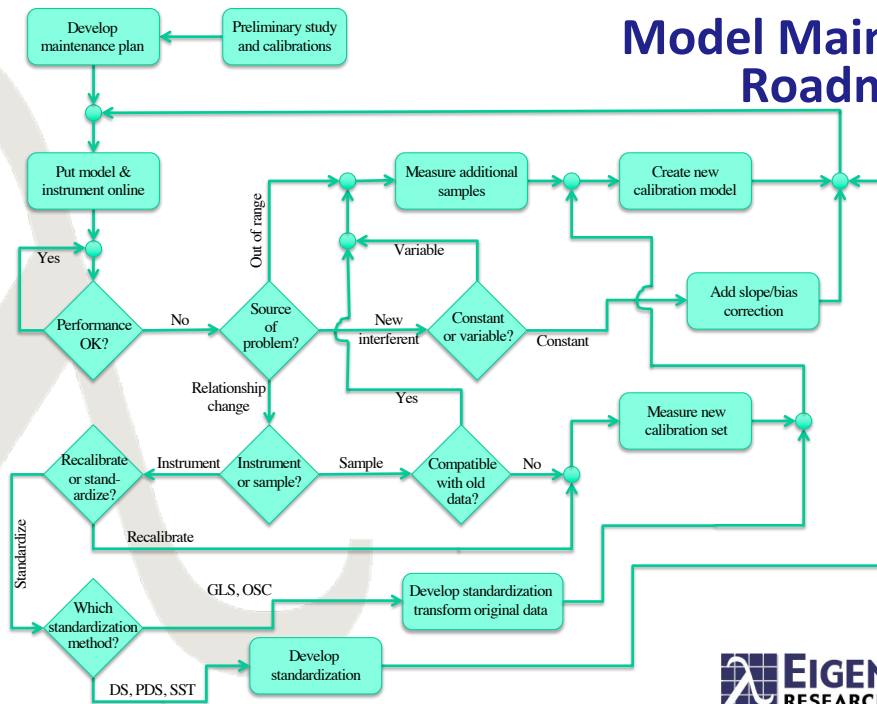 Model Main
Roadn
Develop
maintenance plan
Preliminary study
and calibrations
Put model &
instrument online
Measure additional
samples
Create new
calibration model
Out of range
Yes
Variable
Add slope/bias
correction
Performance
OK?
No
Source
of
problem?
New
interferent
Constant
or variable?
Constant
Relationship
change
Yes
Measure new
calibration set
Recalibrate
or stand-
ardize?
Instrument
Instrument
or sample?
Sample
Compatible
with old
data?
No
Recalibrate
Standardize
Which
standardization
method?
GLS, OSC
Develop standardization
transform original data
Develop
standardization
DS, PDS, SST
EIGEN
RESEARC